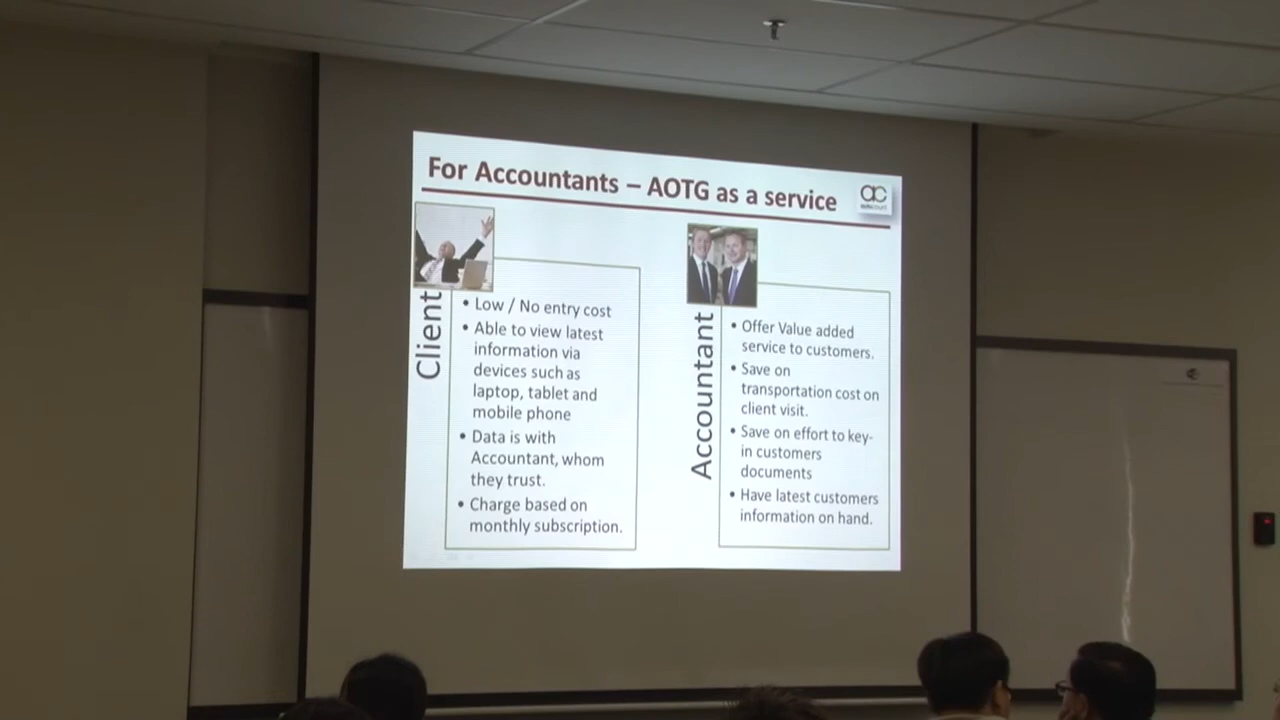 For Accountants – AOTG as a service
Client
• Low / No entry cost
• Able to view latest
information via
devices such as
laptop, tablet and
mobile phone
• Data is with
Accountant, whom
they trust.
• Charge based on
monthly subscription.
Accountant
• Offer Value added
service to customers.
• Save on
transportation cost on
client visit.
• Save on effort to key-
in customers
documents
• Have latest customers
information on hand.